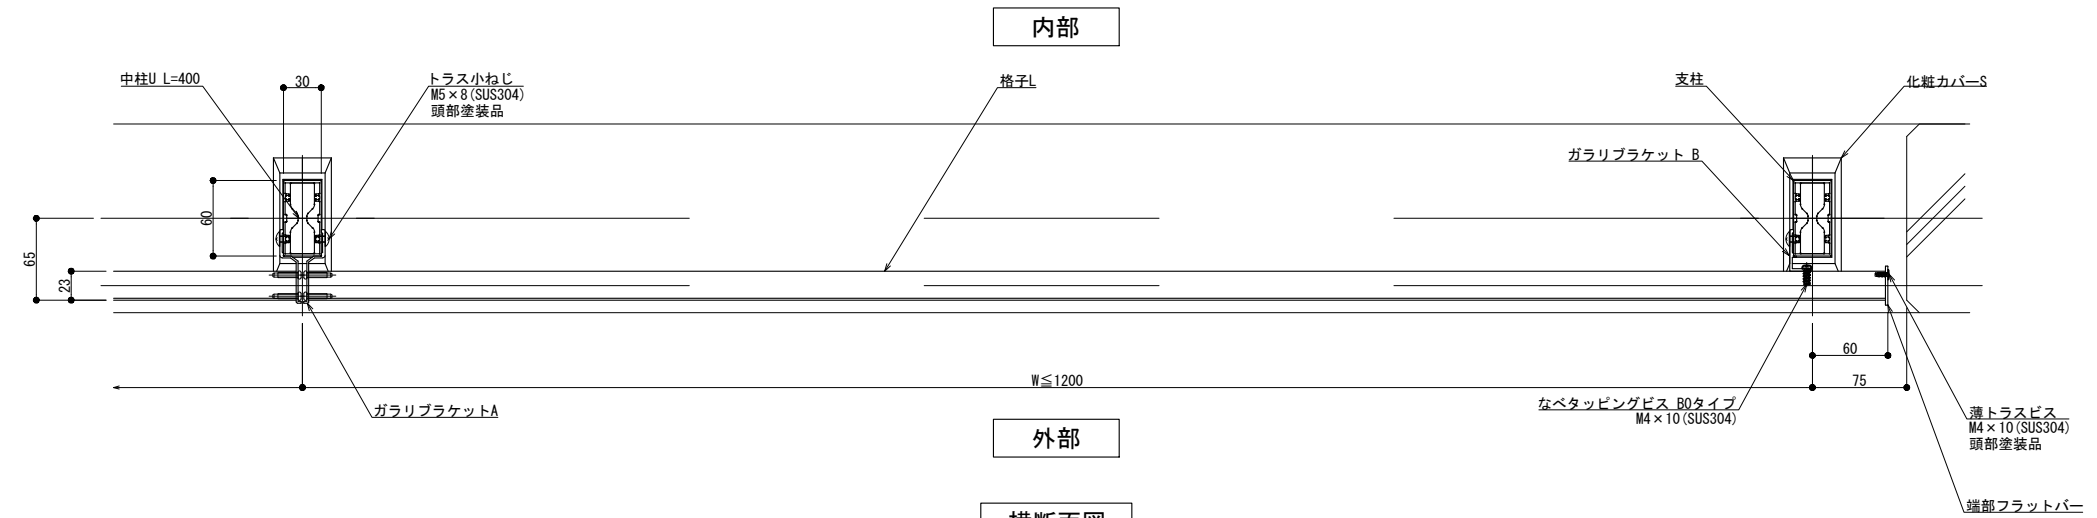 内部
中柱U L=400
30
トラス小ねじ
M5×8(SUS304)
頭部塗装品
格子L
支柱
化粧カバーS
ガラリブラケット B
60
65
23
60
W≦1200
75
ガラリブラケットA
なベタッピングビス B0タイプ
M4×10(SUS304)
薄トラスビス
M4×10(SUS304)
頭部塗装品
外部
端部フラットバー
横断面図